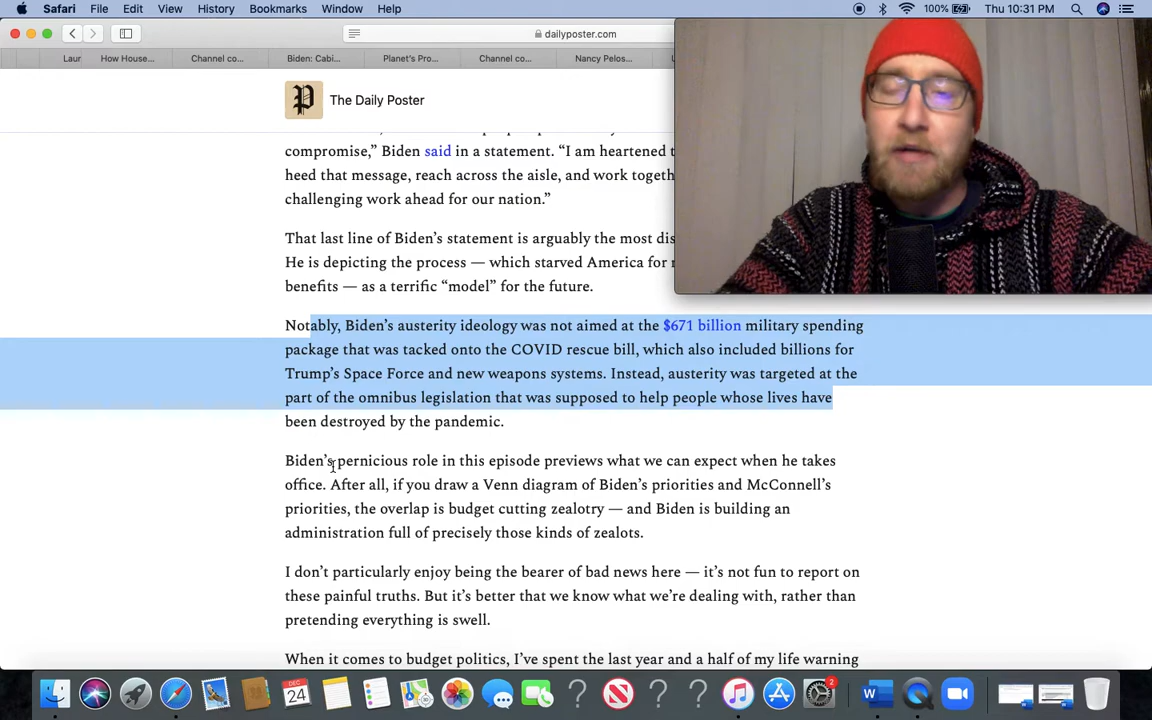 Safari File Edit View History Bookmarks Window Help 100% Thu 10:31 PM
dailyposter.com
Laur How House... Channel co... Biden: Cabi... Planet's Pro... Channel co... Nancy Pelos...
The Daily Poster
compromise,” Biden said in a statement. “I am heartened
heed that message, reach across the aisle, and work
challenging work ahead for our nation.”
That last line of Biden’s statement is arguably the most
He is depicting the process — which starved America for
benefits — as a terrific “model” for the future.
Notably, Biden’s austerity ideology was not aimed at the $671 billion military spending
package that was tacked onto the COVID rescue bill, which also included billions for
Trump’s Space Force and new weapons systems. Instead, austerity was targeted at the
part of the omnibus legislation that was supposed to help people whose lives have
been destroyed by the pandemic.
Biden’s pernicious role in this episode previews what we can expect when he takes
office. After all, if you draw a Venn diagram of Biden’s priorities and McConnell’s
priorities, the overlap is budget cutting zealotry — and Biden is building an
administration full of precisely those kinds of zealots.
I don’t particularly enjoy being the bearer of bad news here — it’s not fun to report on
these painful truths. But it’s better that we know what we’re dealing with, rather than
pretending everything is swell.
When it comes to budget politics, I’ve spent the last year and a half of my life warning
DEC
24
2